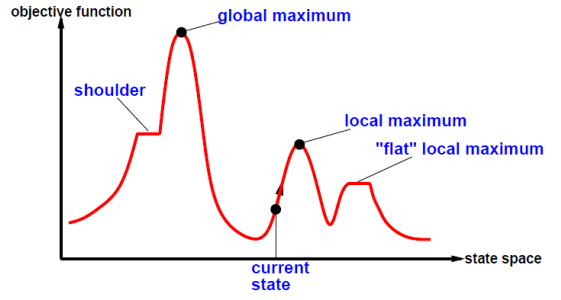 objective function
global maximum
shoulder
local maximum
"flat" local maximum
state space
current
state